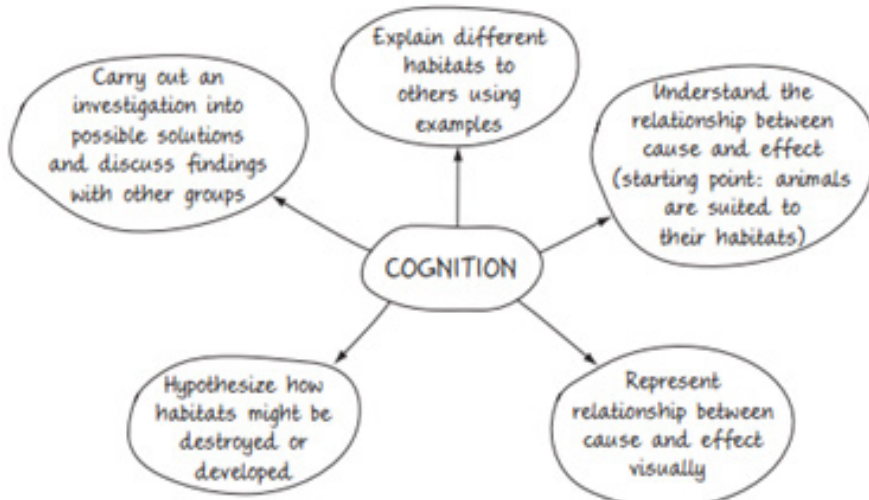 Explain different
habitats to
others using
examples
Carry out an
investigation into
possible solutions
and discuss findings
with other groups
Understand the
relationship between
cause and effect
(starting point: animals
are suited to
their habitats)
COGNITION
Hypothesize how
habitats might be
destroyed or
developed
Represent
relationship between
cause and effect
visually